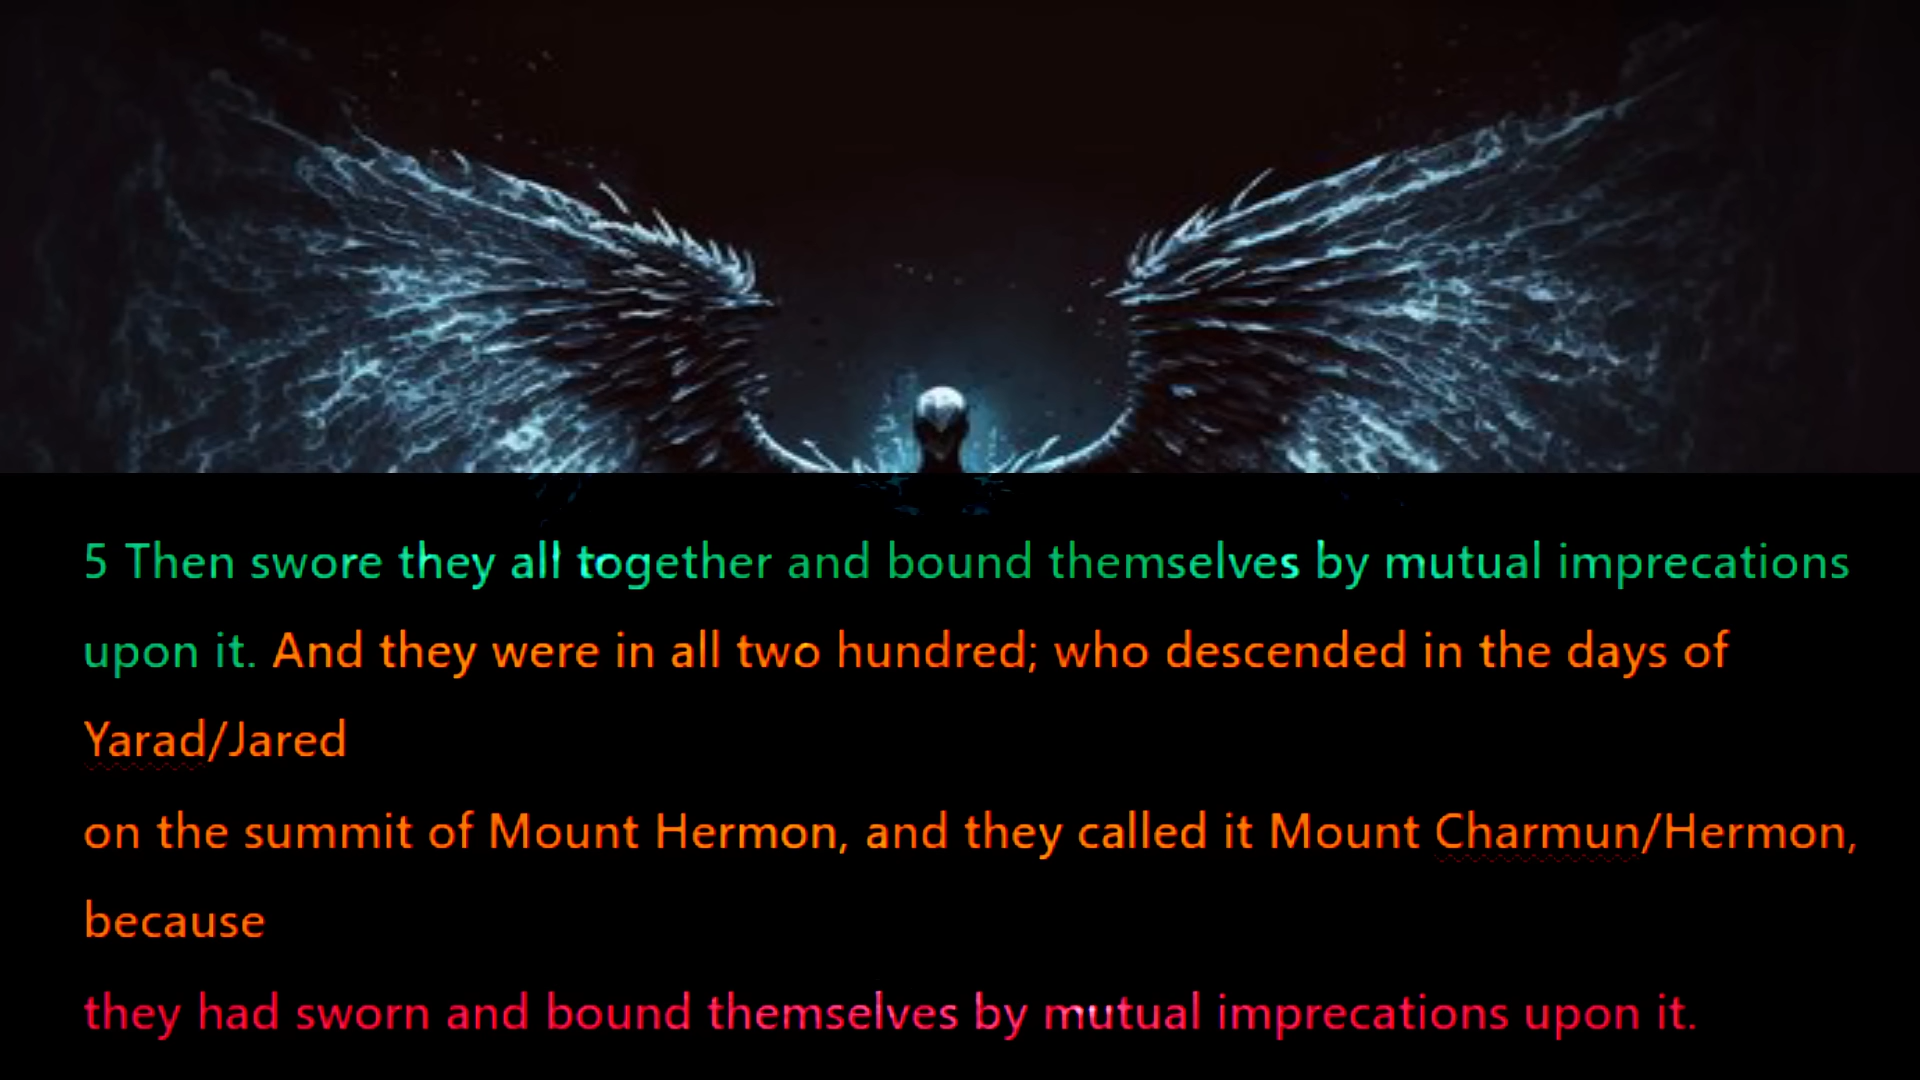 5 Then swore they all together and bound themselves by mutual imprecations
upon it. And they were in all two hundred; who descended in the days of
Yarad/Jared
on the summit of Mount Hermon, and they called it Mount Charmun/Hermon,
because
they had sworn and bound themselves by mutual imprecations upon it.